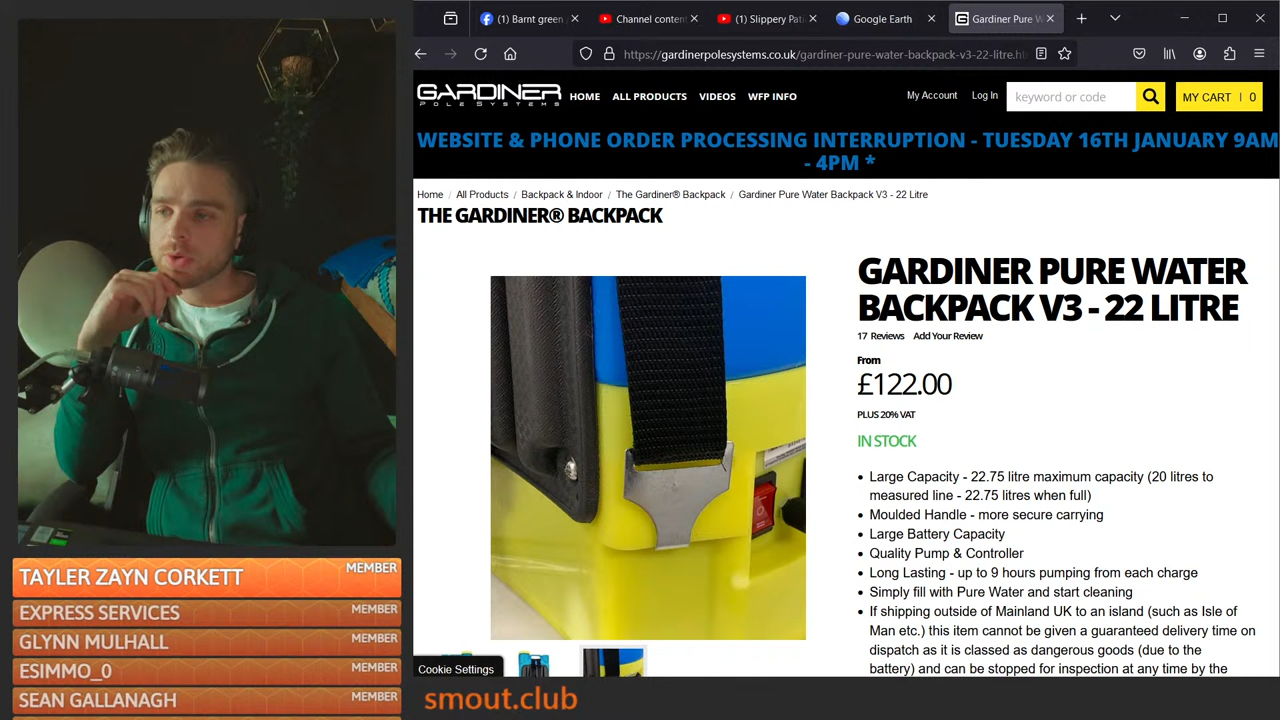 (1) Barnt green
Channel conten
(1) Slippery Pati
Google Earth
Gardiner Pure W
https://gardinerpolesystems.co.uk/gardiner-pure-water-backpack-v3-22-litre.h
GARDINER
POLE SYSTEMS
HOME
ALL PRODUCTS
VIDEOS
WFP INFO
My Account
Log In
keyword or code
MY CART | 0
WEBSITE & PHONE ORDER PROCESSING INTERRUPTION - TUESDAY 16TH JANUARY 9AM
- 4PM *
Home / All Products / Backpack & Indoor / The Gardiner® Backpack / Gardiner Pure Water Backpack V3 - 22 Litre
THE GARDINER® BACKPACK
GARDINER PURE WATER
BACKPACK V3 - 22 LITRE
17 Reviews Add Your Review
From
£122.00
PLUS 20% VAT
IN STOCK
Large Capacity - 22.75 litre maximum capacity (20 litres to
measured line - 22.75 litres when full)
Moulded Handle - more secure carrying
Large Battery Capacity
Quality Pump & Controller
Long Lasting - up to 9 hours pumping from each charge
Simply fill with Pure Water and start cleaning
If shipping outside of Mainland UK to an island (such as Isle of
Man etc.) this item cannot be given a guaranteed delivery time on
dispatch as it is classed as dangerous goods (due to the
battery) and can be stopped for inspection at any time by the
Cookie Settings
TAYLER ZAYN CORKETT MEMBER
EXPRESS SERVICES MEMBER
GLYNN MULHALL MEMBER
ESIMMO_0 MEMBER
SEAN GALLANAGH MEMBER
smout.club